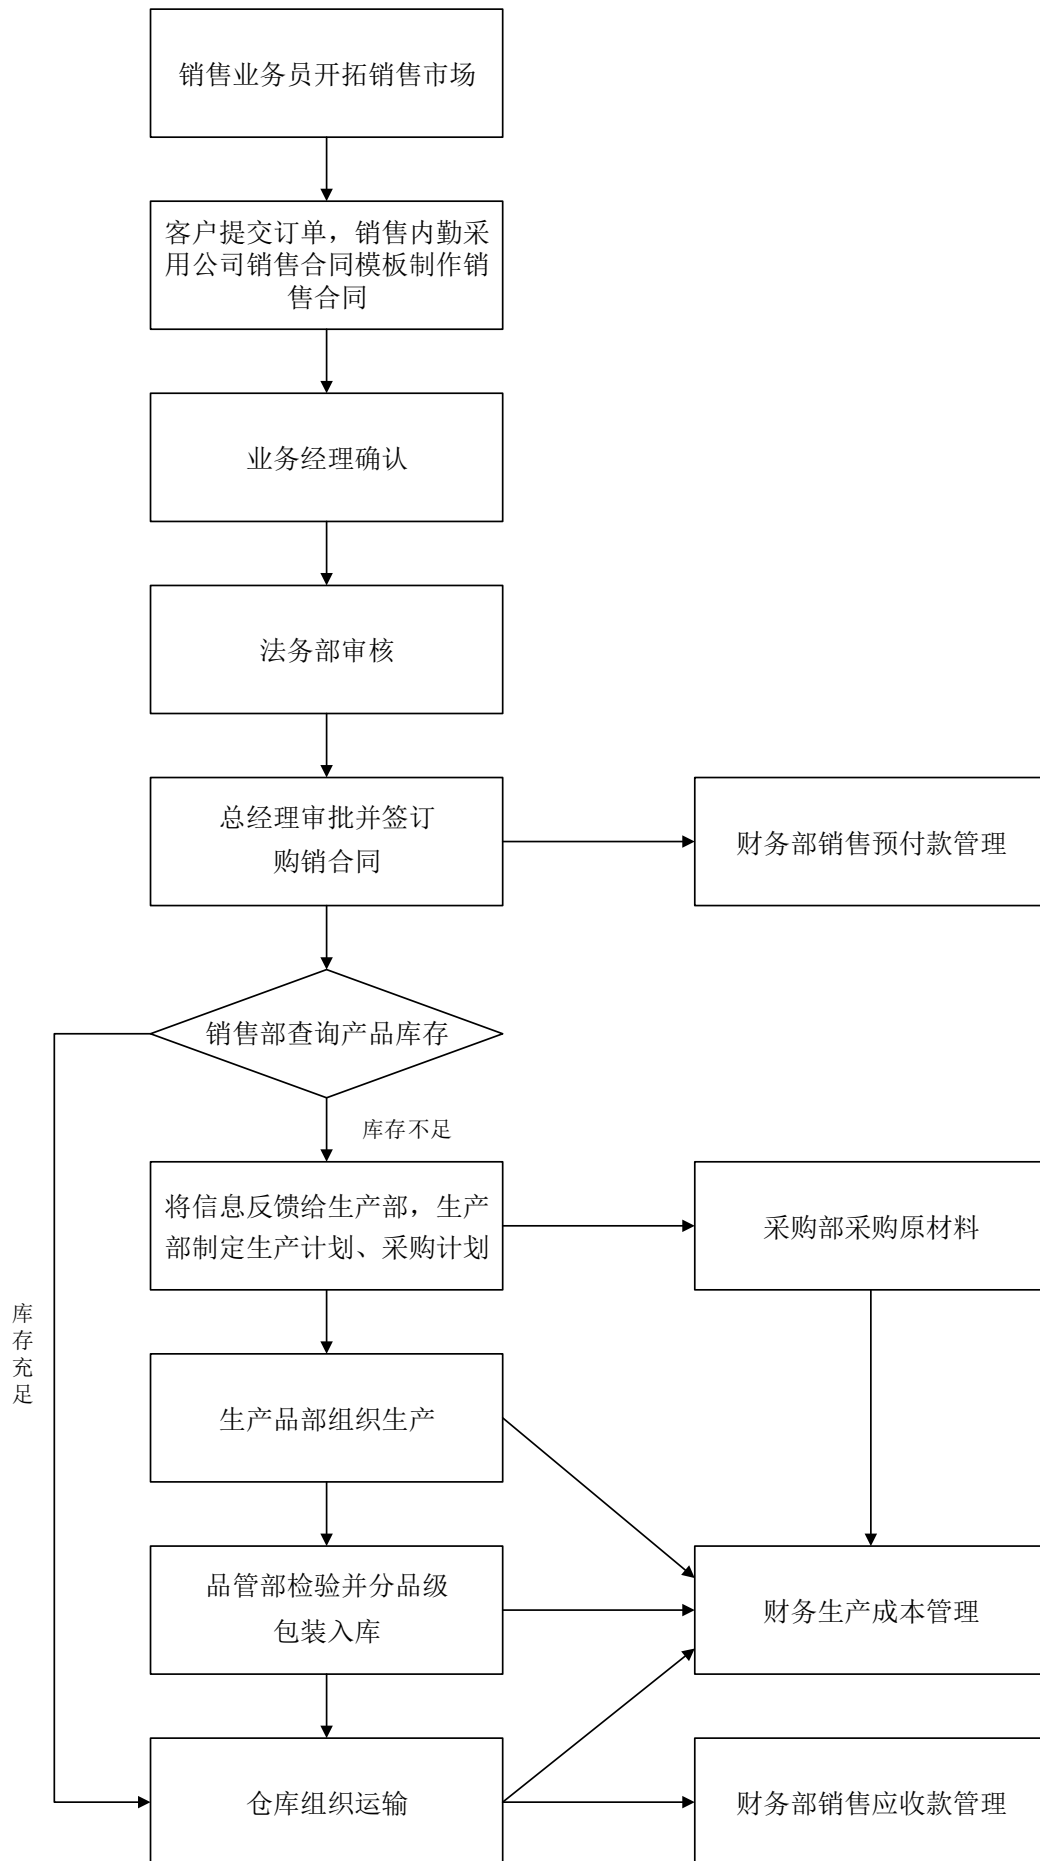 销售业务员开拓销售市场
客户提交订单，销售内勤采
用公司销售合同模板制作销
售合同
业务经理确认
法务部审核
总经理审批并签订
购销合同
财务部销售预付款管理
销售部查询产品库存
库存不足
将信息反馈给生产部，生产
部制定生产计划、采购计划
采购部采购原材料
库
存
充
足
生产品部组织生产
品管部检验并分品级
包装入库
财务生产成本管理
仓库组织运输
财务部销售应收款管理